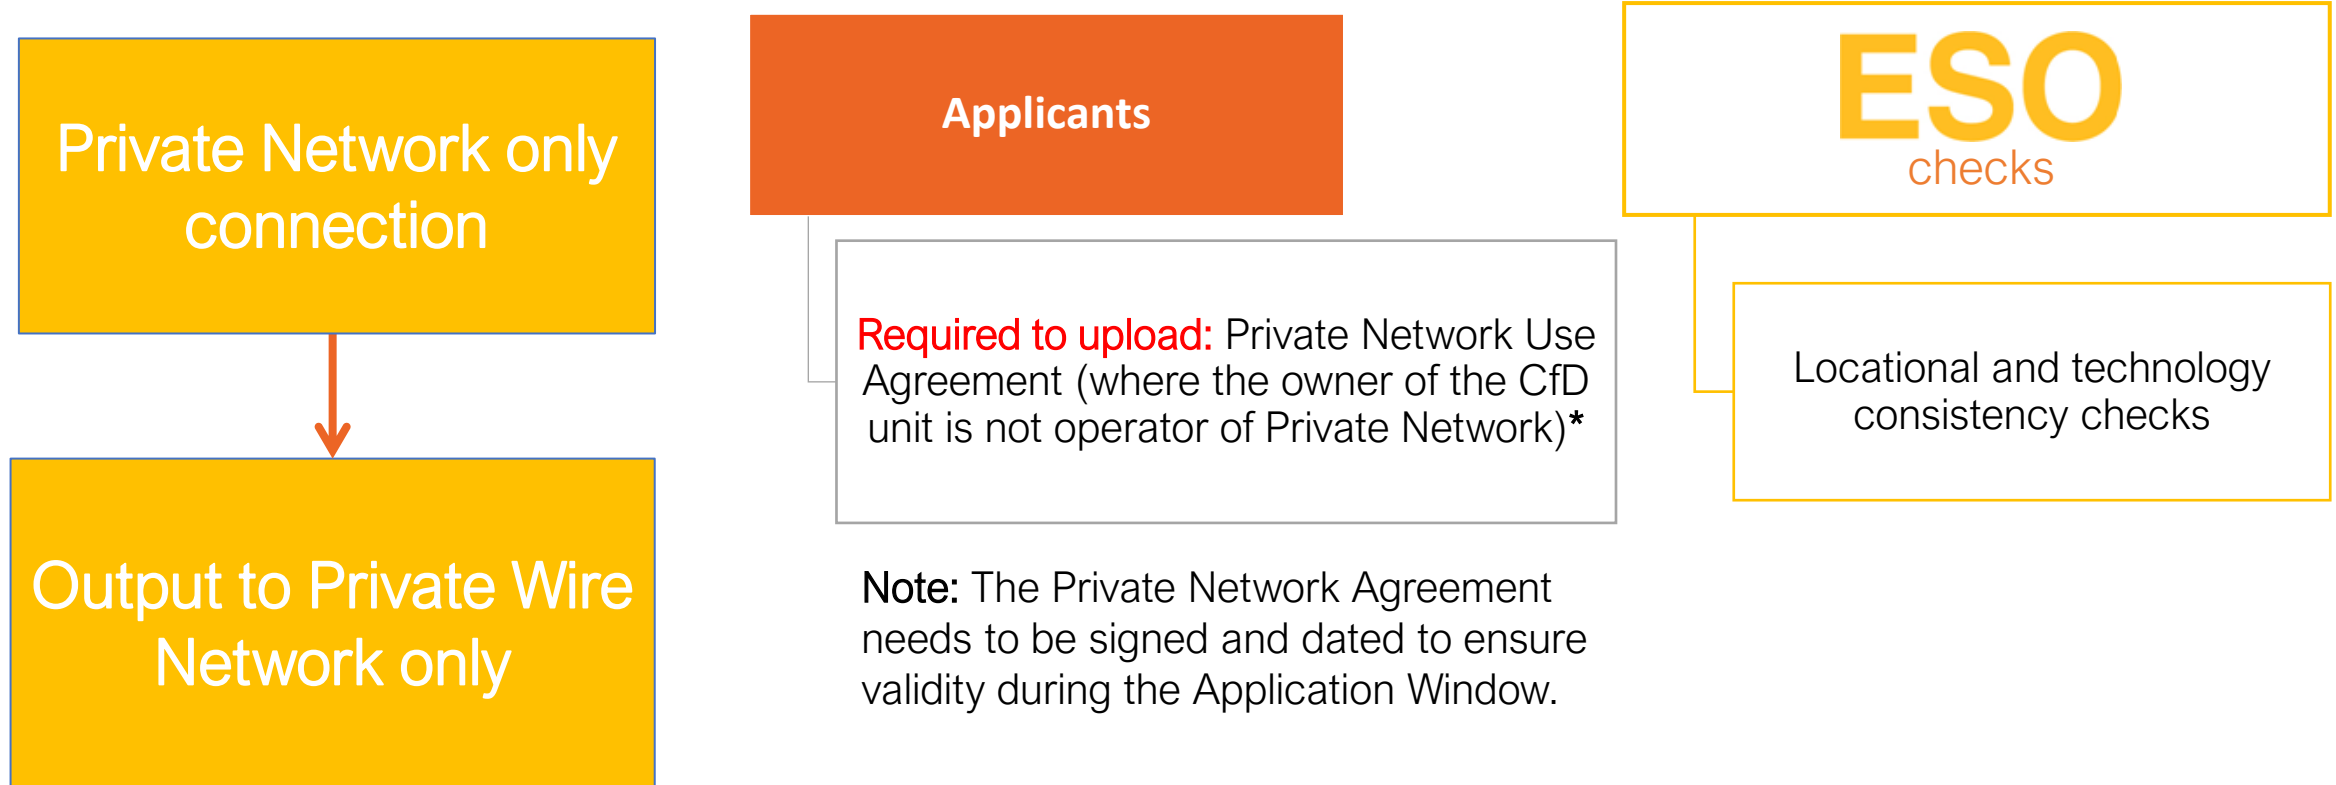 Private Network only
connection
Output to Private Wire
Network only
Applicants
Required to upload: Private Network Use
Agreement (where the owner of the CfD
unit is not operator of Private Network)*
Note: The Private Network Agreement
needs to be signed and dated to ensure
validity during the Application Window.
ESO
checks
Locational and technology
consistency checks